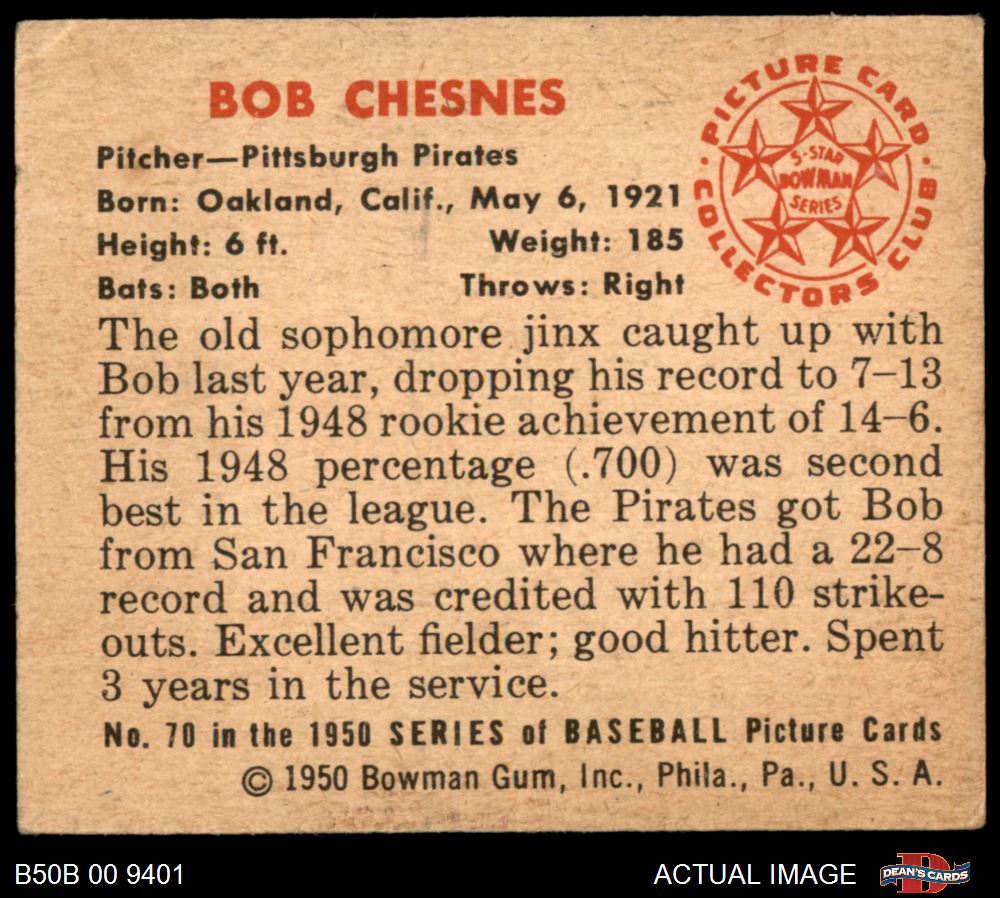 BOB CHESNES
Pitcher—Pittsburgh Pirates
Born: Oakland, Calif., May 6, 1921
Height: 6 ft. Weight: 185
Bats: Both Throws: Right
PICTURE CARD
COLLECTORS CLUB
5-STAR
BOWMAN
SERIES
The old sophomore jinx caught up with
Bob last year, dropping his record to 7–13
from his 1948 rookie achievement of 14–6.
His 1948 percentage (.700) was second
best in the league. The Pirates got Bob
from San Francisco where he had a 22–8
record and was credited with 110 strike-
outs. Excellent fielder; good hitter. Spent
3 years in the service.
No. 70 in the 1950 SERIES of BASEBALL Picture Cards
© 1950 Bowman Gum, Inc., Phila., Pa., U. S. A.
B50B 00 9401
ACTUAL IMAGE
D
DEAN'S CARDS